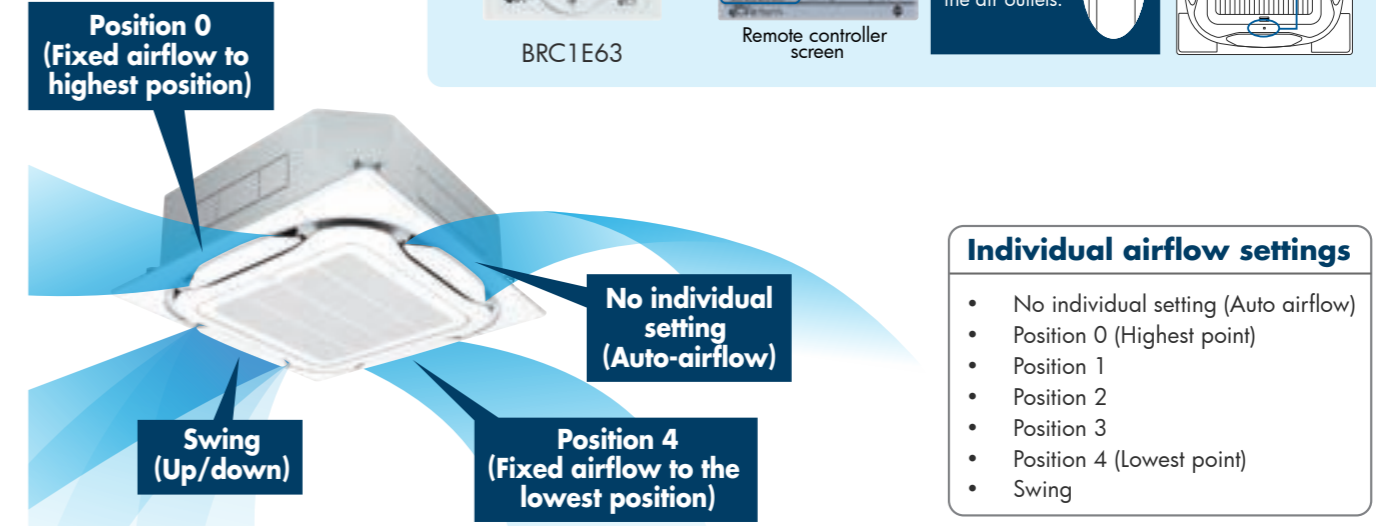 the air outlets.
Remote controller
screen
BRC1E63
Position 0
(Fixed airflow to
highest position)
No individual
setting
(Auto-airflow)
Swing
(Up/down)
Position 4
(Fixed airflow to the
lowest position)
Individual airflow settings
• No individual setting (Auto airflow)
• Position 0 (Highest point)
• Position 1
• Position 2
• Position 3
• Position 4 (Lowest point)
• Swing